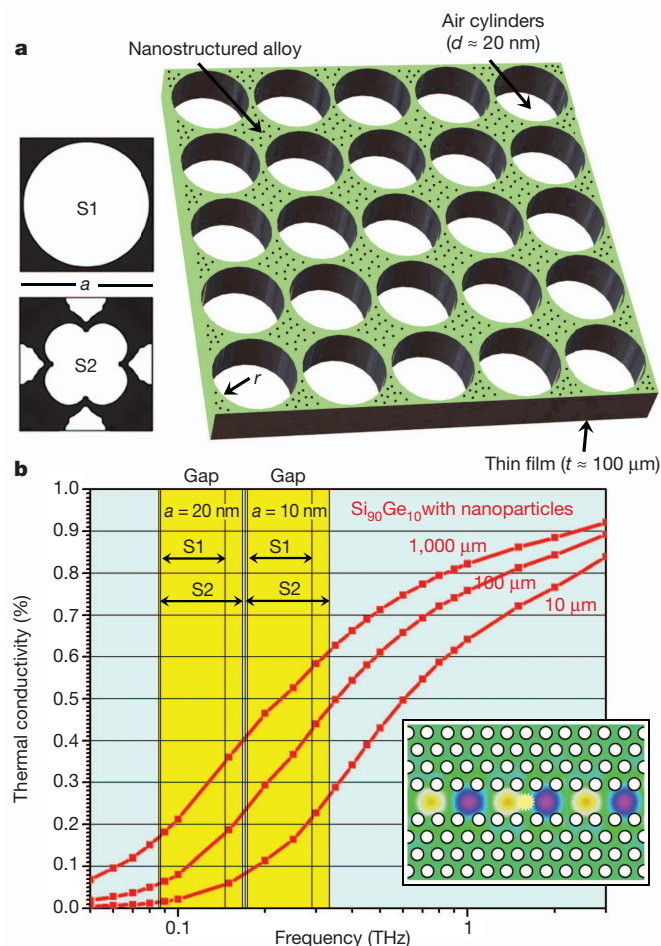 a
Nanostructured alloy
Air cylinders
(d ≈ 20 nm)
S1
a
S2
r
Thin film (t ≈ 100 μm)
b
Gap
Gap
a = 20 nm
a = 10 nm
Si90Ge10 with nanoparticles
S1
S1
S2
S2
1,000 μm
100 μm
10 μm
Thermal conductivity (%)
1.0
0.9
0.8
0.7
0.6
0.5
0.4
0.3
0.2
0.1
0.0
0.1
1
Frequency (THz)